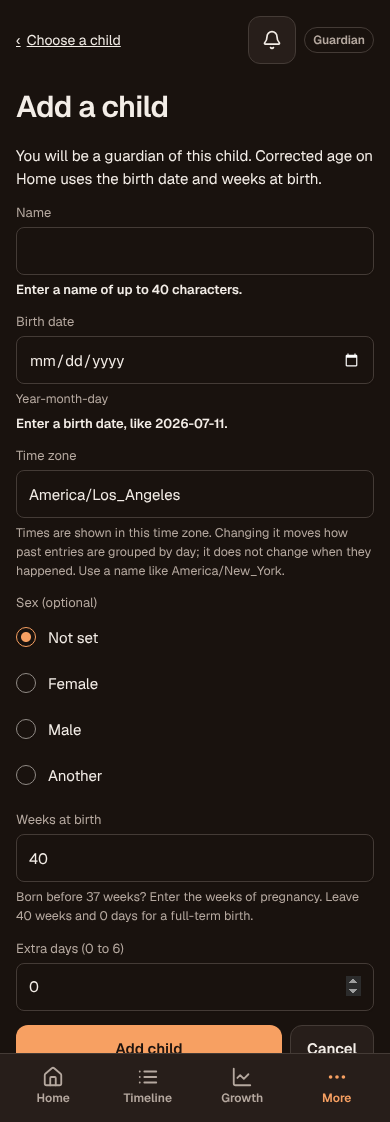 ‹ Choose a child
Guardian
Add a child
You will be a guardian of this child. Corrected age on
Home uses the birth date and weeks at birth.
Name
Enter a name of up to 40 characters.
Birth date
mm/dd/yyyy
Year-month-day
Enter a birth date, like 2026-07-11.
Time zone
America/Los_Angeles
Times are shown in this time zone. Changing it moves how
past entries are grouped by day; it does not change when they
happened. Use a name like America/New_York.
Sex (optional)
Not set
Female
Male
Another
Weeks at birth
40
Born before 37 weeks? Enter the weeks of pregnancy. Leave
40 weeks and 0 days for a full-term birth.
Extra days (0 to 6)
0
Add child
Cancel
Home
Timeline
Growth
More